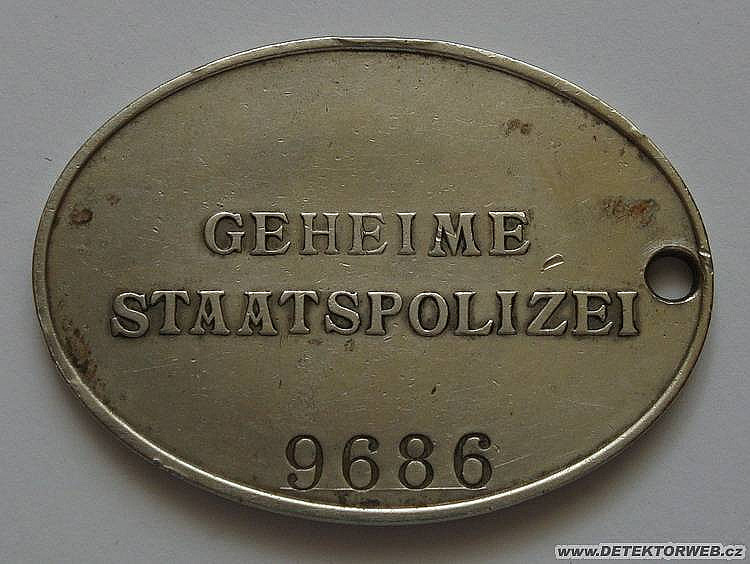 GEHEIME
STAATSPOLIZEI
9686
www.DETEKTORWEB.cz